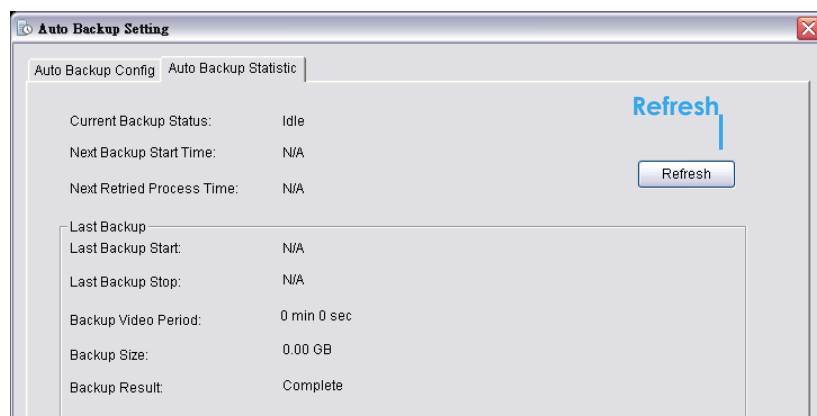 Auto Backup Setting
Auto Backup Config Auto Backup Statistic
Refresh
Current Backup Status: Idle
Next Backup Start Time: N/A
Refresh
Next Retried Process Time: N/A
Last Backup
Last Backup Start: N/A
Last Backup Stop: N/A
Backup Video Period: 0 min 0 sec
Backup Size: 0.00 GB
Backup Result: Complete